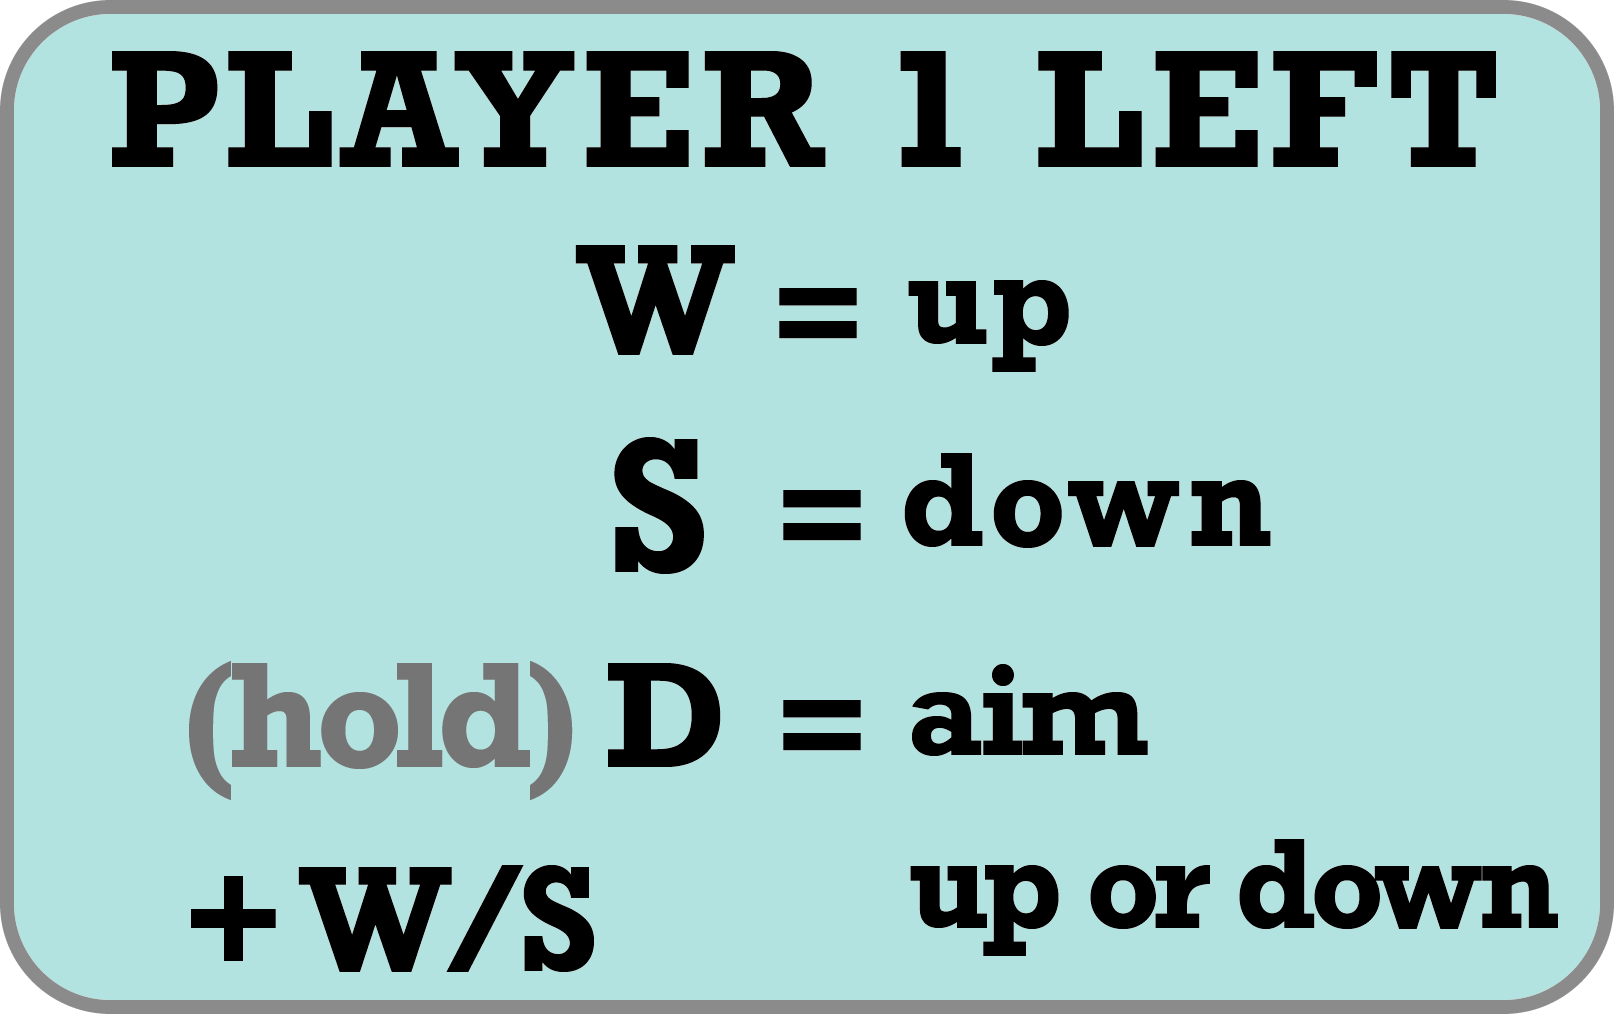 PLAYER 1 LEFT
W = up
S = down
(hold) D = aim
+W/S up or down